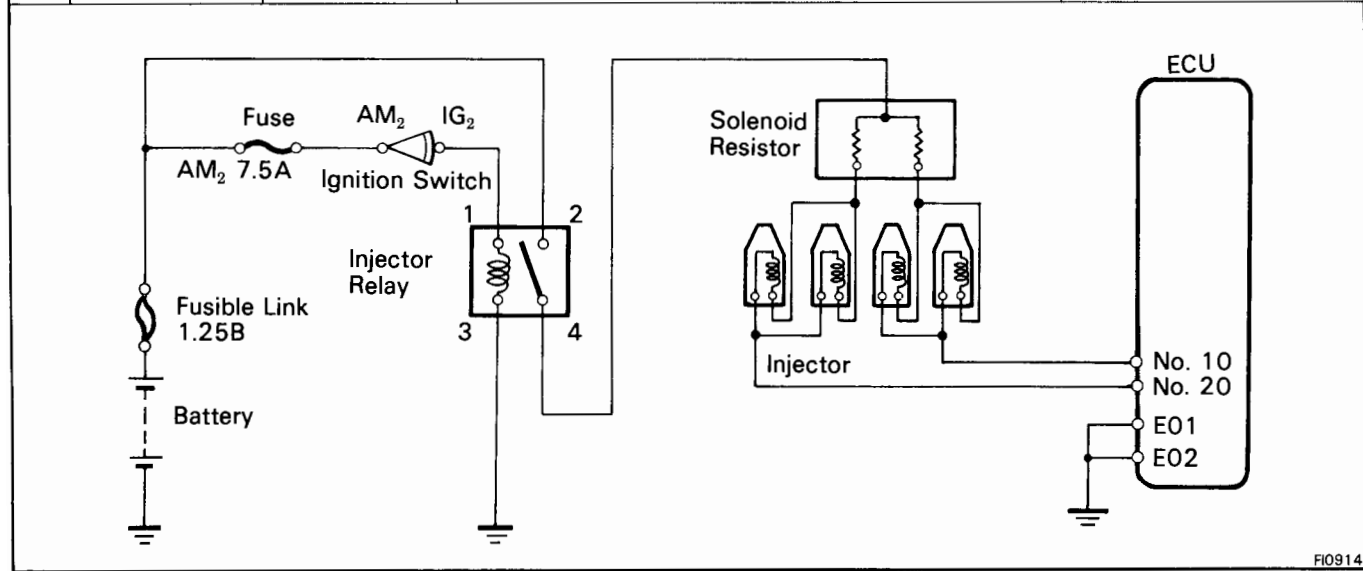 ECU
Fuse
AM₂
IG₂
AM₂ 7.5A
Ignition Switch
Solenoid
Resistor
1
2
Injector
Relay
3
4
Fusible Link
1.25B
Battery
Injector
No. 10
No. 20
E01
E02
FI0914